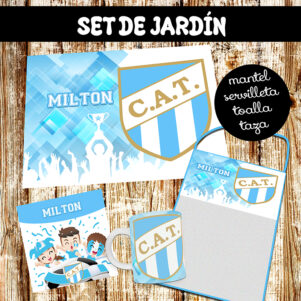 SET DE JARDÍN
MILTON
C.A.T.
mantel
servilleta
toalla
taza
C.A.T.
MILTON
C.A.T.